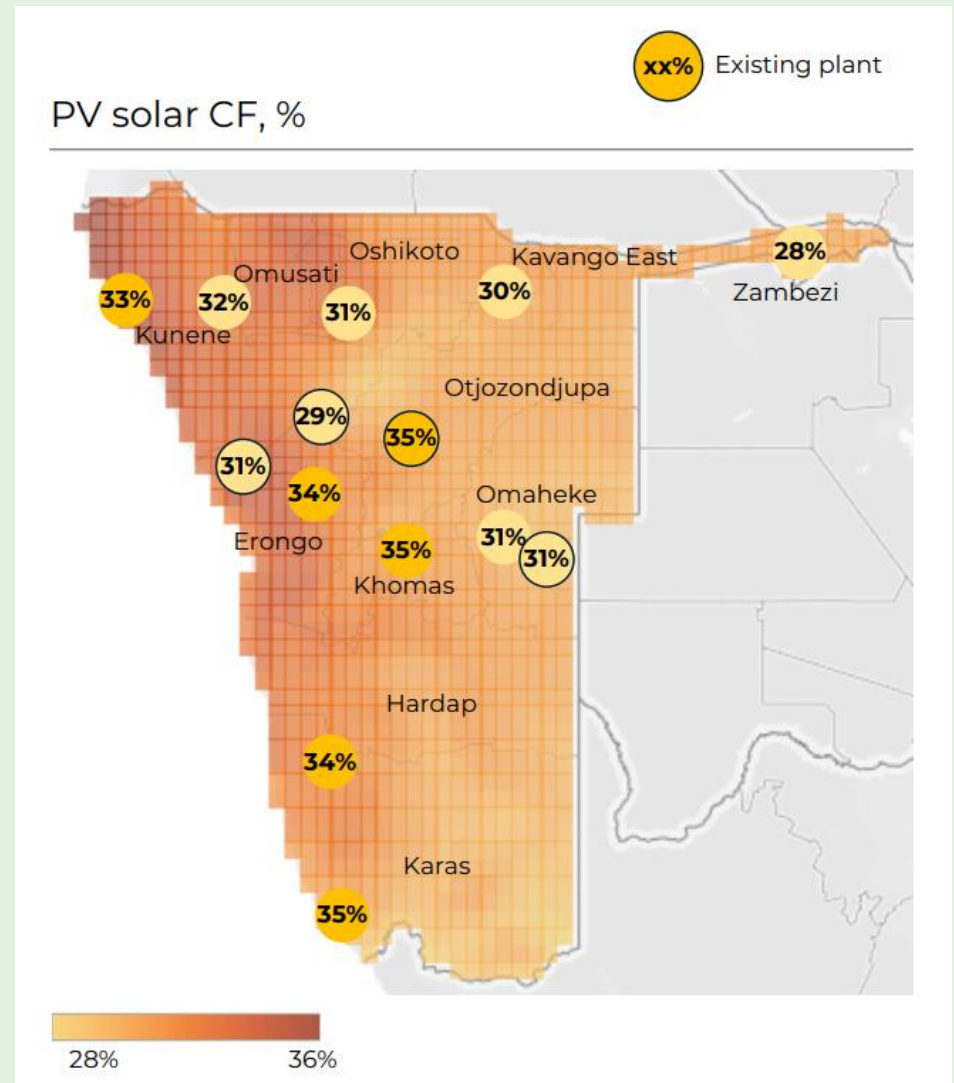 xx% Existing plant
PV solar CF, %
Oshikoto
Kavango East
28%
Omusati
Zambezi
33%
32%
31%
30%
Kunene
Otjozondjupa
29%
35%
31%
34%
Omaheke
Erongo
35%
31%
31%
Khomas
Hardap
34%
Karas
35%
28% 36%